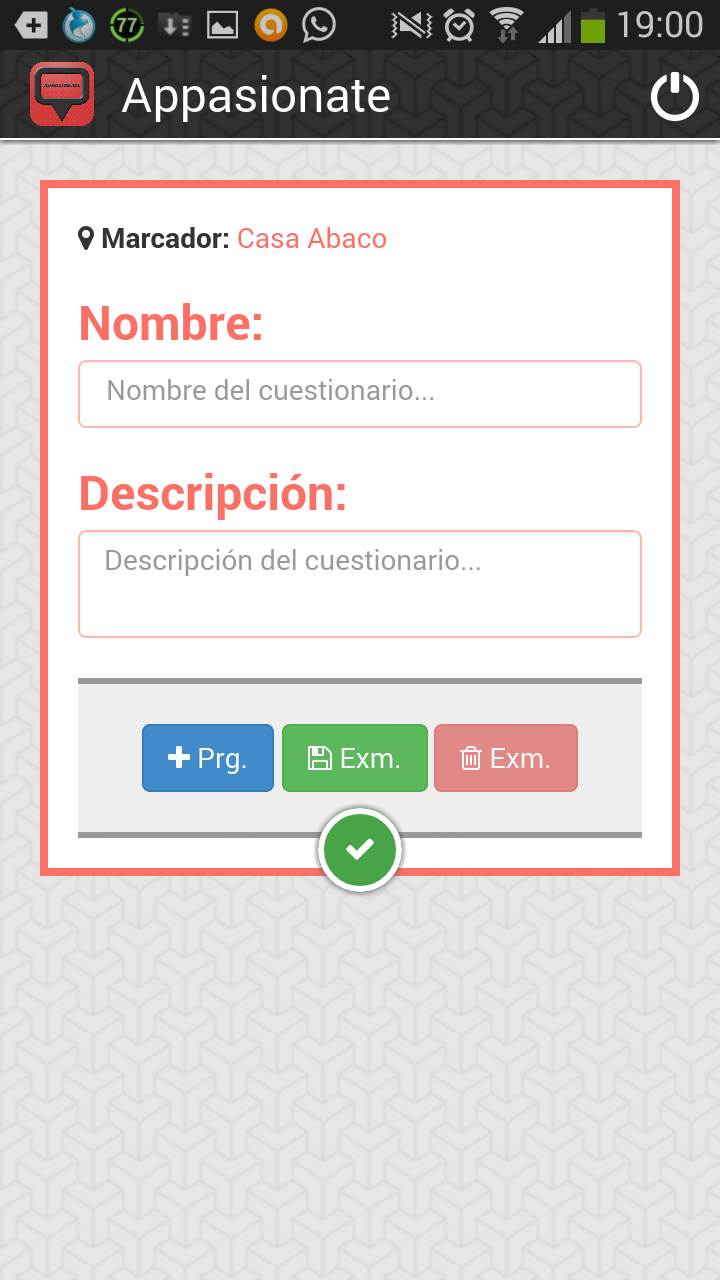 77 19:00
Appasionate
Marcador: Casa Abaco
Nombre:
Nombre del cuestionario...
Descripción:
Descripción del cuestionario...
Prg. Exm. Exm.